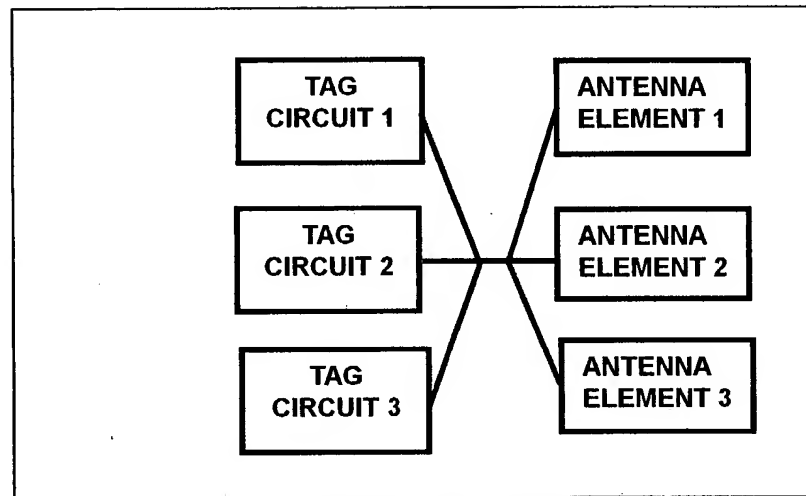 TAG
CIRCUIT 1
ANTENNA
ELEMENT 1
TAG
CIRCUIT 2
ANTENNA
ELEMENT 2
TAG
CIRCUIT 3
ANTENNA
ELEMENT 3